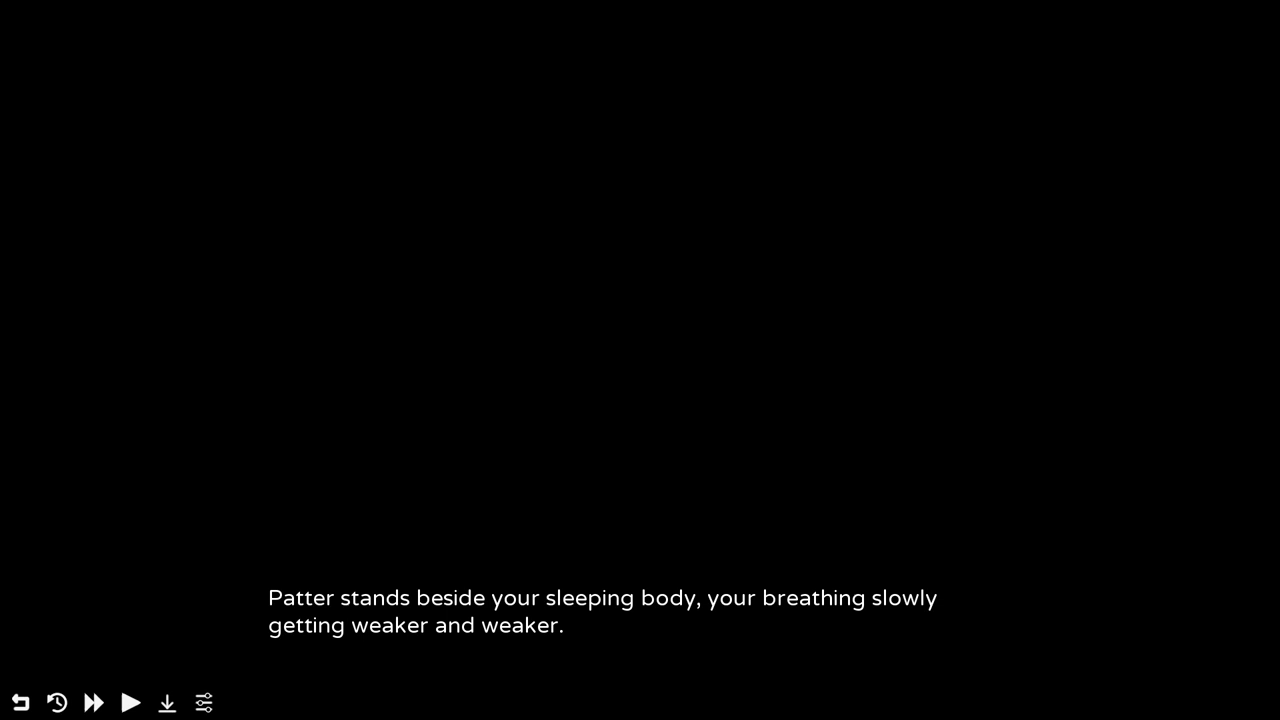 Patter stands beside your sleeping body, your breathing slowly
getting weaker and weaker.